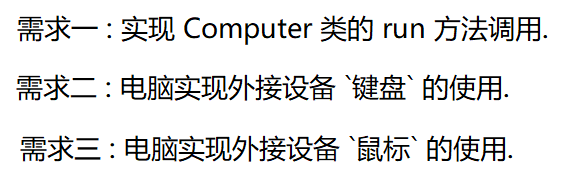 需求一 : 实现 Computer 类的 run 方法调用.
需求二 : 电脑实现外接设备 `键盘` 的使用.
需求三 : 电脑实现外接设备 `鼠标` 的使用.